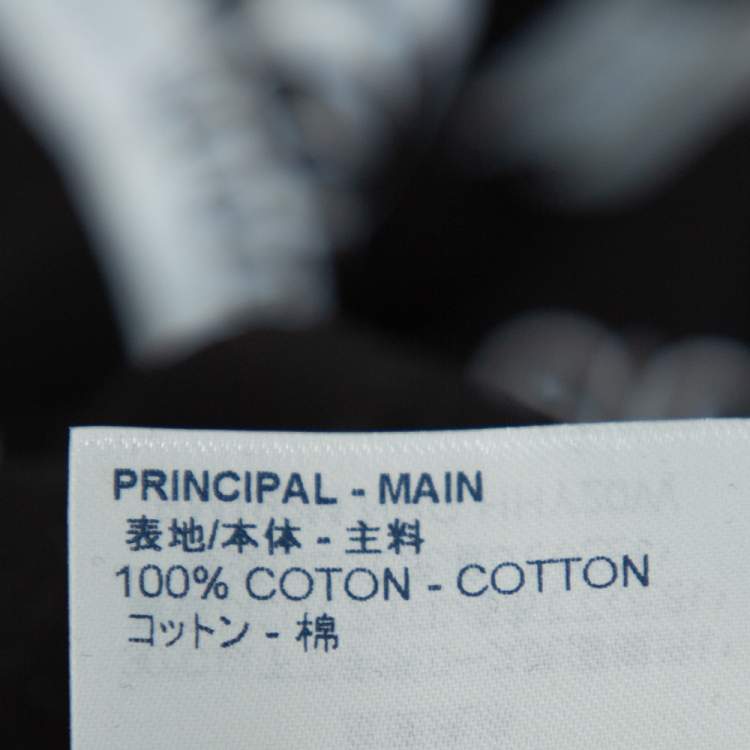 PRINCIPAL - MAIN
表地/本体 - 主料
100% COTON - COTTON
コットン - 棉